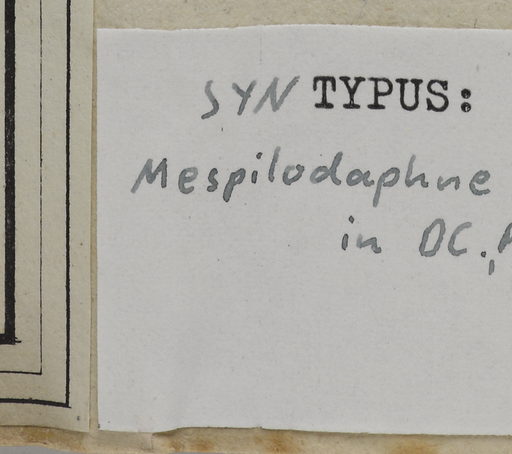 SYN TYPUS:
Mespilodaphne
in DC.,